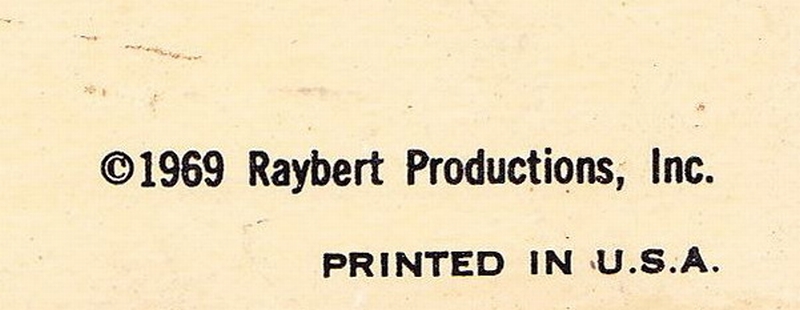 ©1969 Raybert Productions, Inc.
PRINTED IN U.S.A.